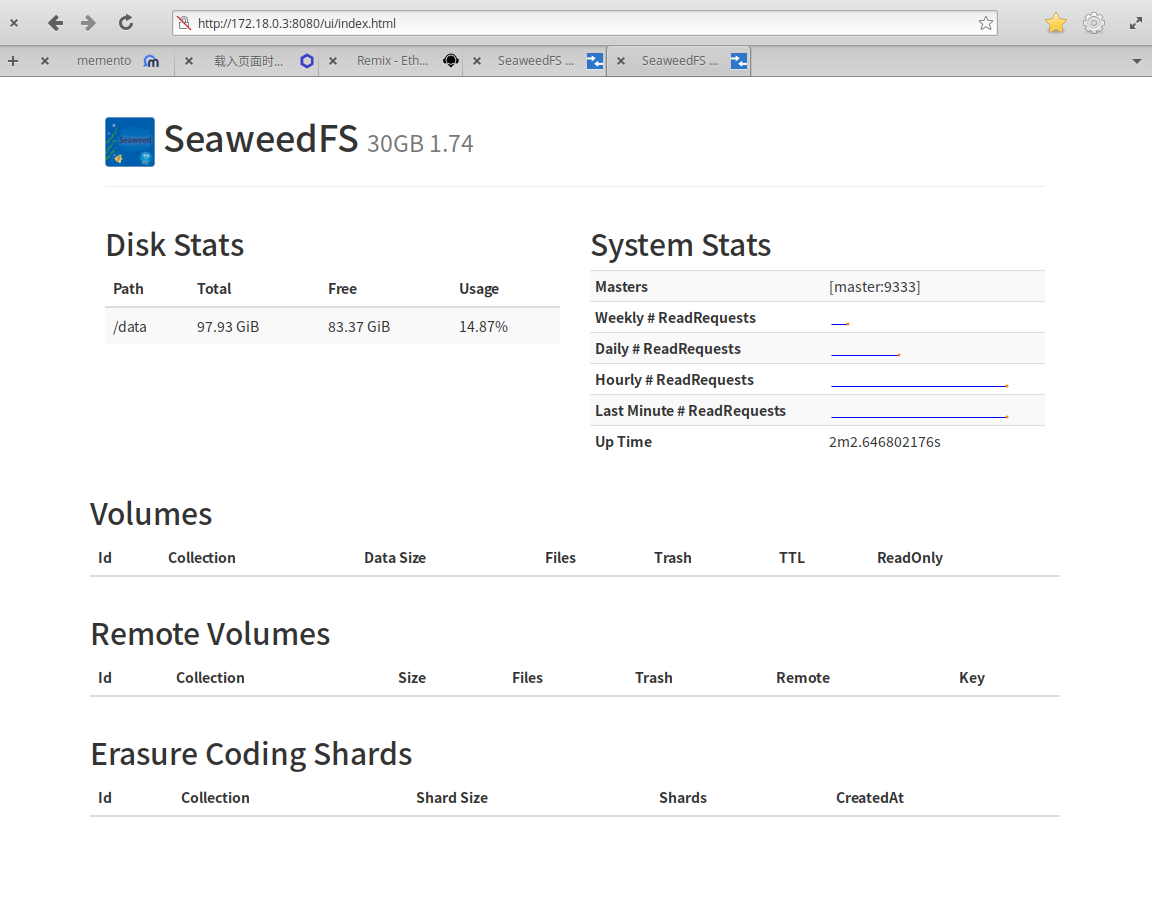 http://172.18.0.3:8080/ui/index.html
memento 载入页面时... Remix - Eth... SeaweedFS ... SeaweedFS ...
Seaweed
SeaweedFS 30GB 1.74
Disk Stats
Path Total Free Usage
/data 97.93 GiB 83.37 GiB 14.87%
System Stats
Masters [master:9333]
Weekly # ReadRequests
Daily # ReadRequests
Hourly # ReadRequests
Last Minute # ReadRequests
Up Time 2m2.646802176s
Volumes
Id Collection Data Size Files Trash TTL ReadOnly
Remote Volumes
Id Collection Size Files Trash Remote Key
Erasure Coding Shards
Id Collection Shard Size Shards CreatedAt